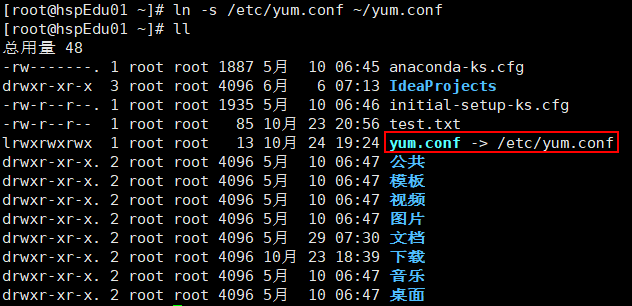 [root@hspEdu01 ~]# ln -s /etc/yum.conf ~/yum.conf
[root@hspEdu01 ~]# ll
总用量 48
-rw-------. 1 root root 1887 5月  10 06:45 anaconda-ks.cfg
drwxr-xr-x  3 root root 4096 6月   6 07:13 IdeaProjects
-rw-r--r--. 1 root root 1935 5月  10 06:46 initial-setup-ks.cfg
-rw-r--r--  1 root root   85 10月 23 20:56 test.txt
lrwxrwxrwx  1 root root   13 10月 24 19:24 yum.conf -> /etc/yum.conf
drwxr-xr-x. 2 root root 4096 5月  10 06:47 公共
drwxr-xr-x. 2 root root 4096 5月  10 06:47 模板
drwxr-xr-x. 2 root root 4096 5月  10 06:47 视频
drwxr-xr-x. 2 root root 4096 5月  10 06:47 图片
drwxr-xr-x. 2 root root 4096 5月  29 07:30 文档
drwxr-xr-x. 2 root root 4096 10月 23 18:39 下载
drwxr-xr-x. 2 root root 4096 5月  10 06:47 音乐
drwxr-xr-x. 2 root root 4096 5月  10 06:47 桌面